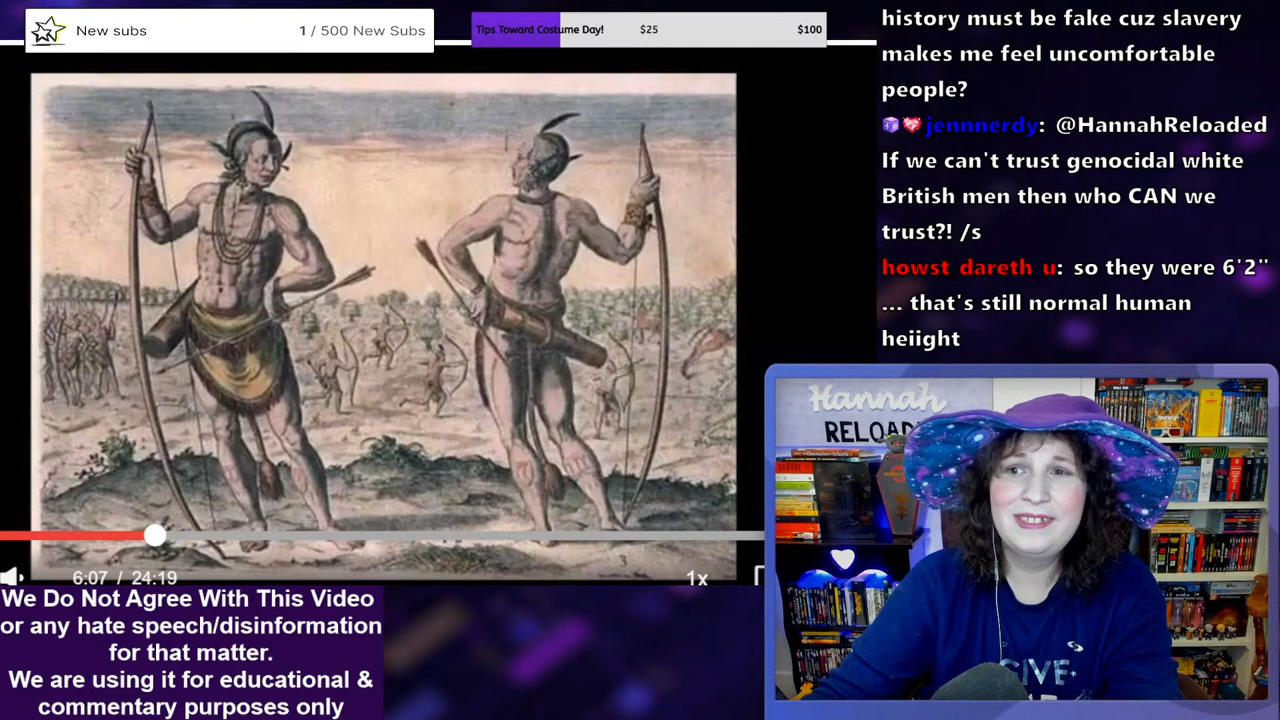 New subs
1 / 500 New Subs
Tips Toward Costume Day!
$25
$100
history must be fake cuz slavery
makes me feel uncomfortable
people?
jennnerdy: @HannahReloaded
If we can't trust genocidal white
British men then who CAN we
trust?! /s
howst_dareth_u: so they were 6'2"
... that's still normal human
heiight
3
6:07 / 24:19
1x
We Do Not Agree With This Video
or any hate speech/disinformation
for that matter.
We are using it for educational &
commentary purposes only
Hannah
RELOAD
GIVE